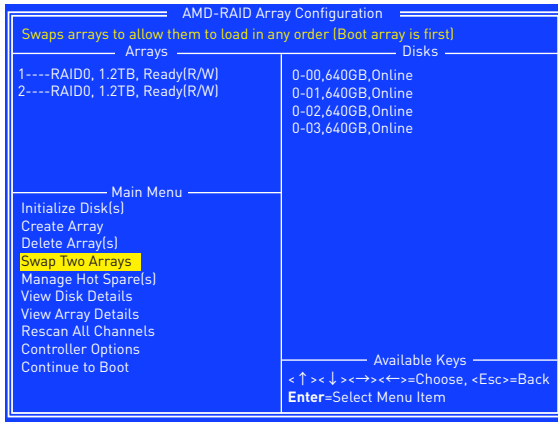 AMD-RAID Array Configuration
Swaps arrays to allow them to load in any order (Boot array is first)
Arrays
1----RAID0, 1.2TB, Ready(R/W)
2----RAID0, 1.2TB, Ready(R/W)
Disks
0-00,640GB,Online
0-01,640GB,Online
0-02,640GB,Online
0-03,640GB,Online
Main Menu
Initialize Disk(s)
Create Array
Delete Array(s)
Swap Two Arrays
Manage Hot Spare(s)
View Disk Details
View Array Details
Rescan All Channels
Controller Options
Continue to Boot
Available Keys
<↑><↓><→><←>=Choose, <Esc>=Back
Enter=Select Menu Item